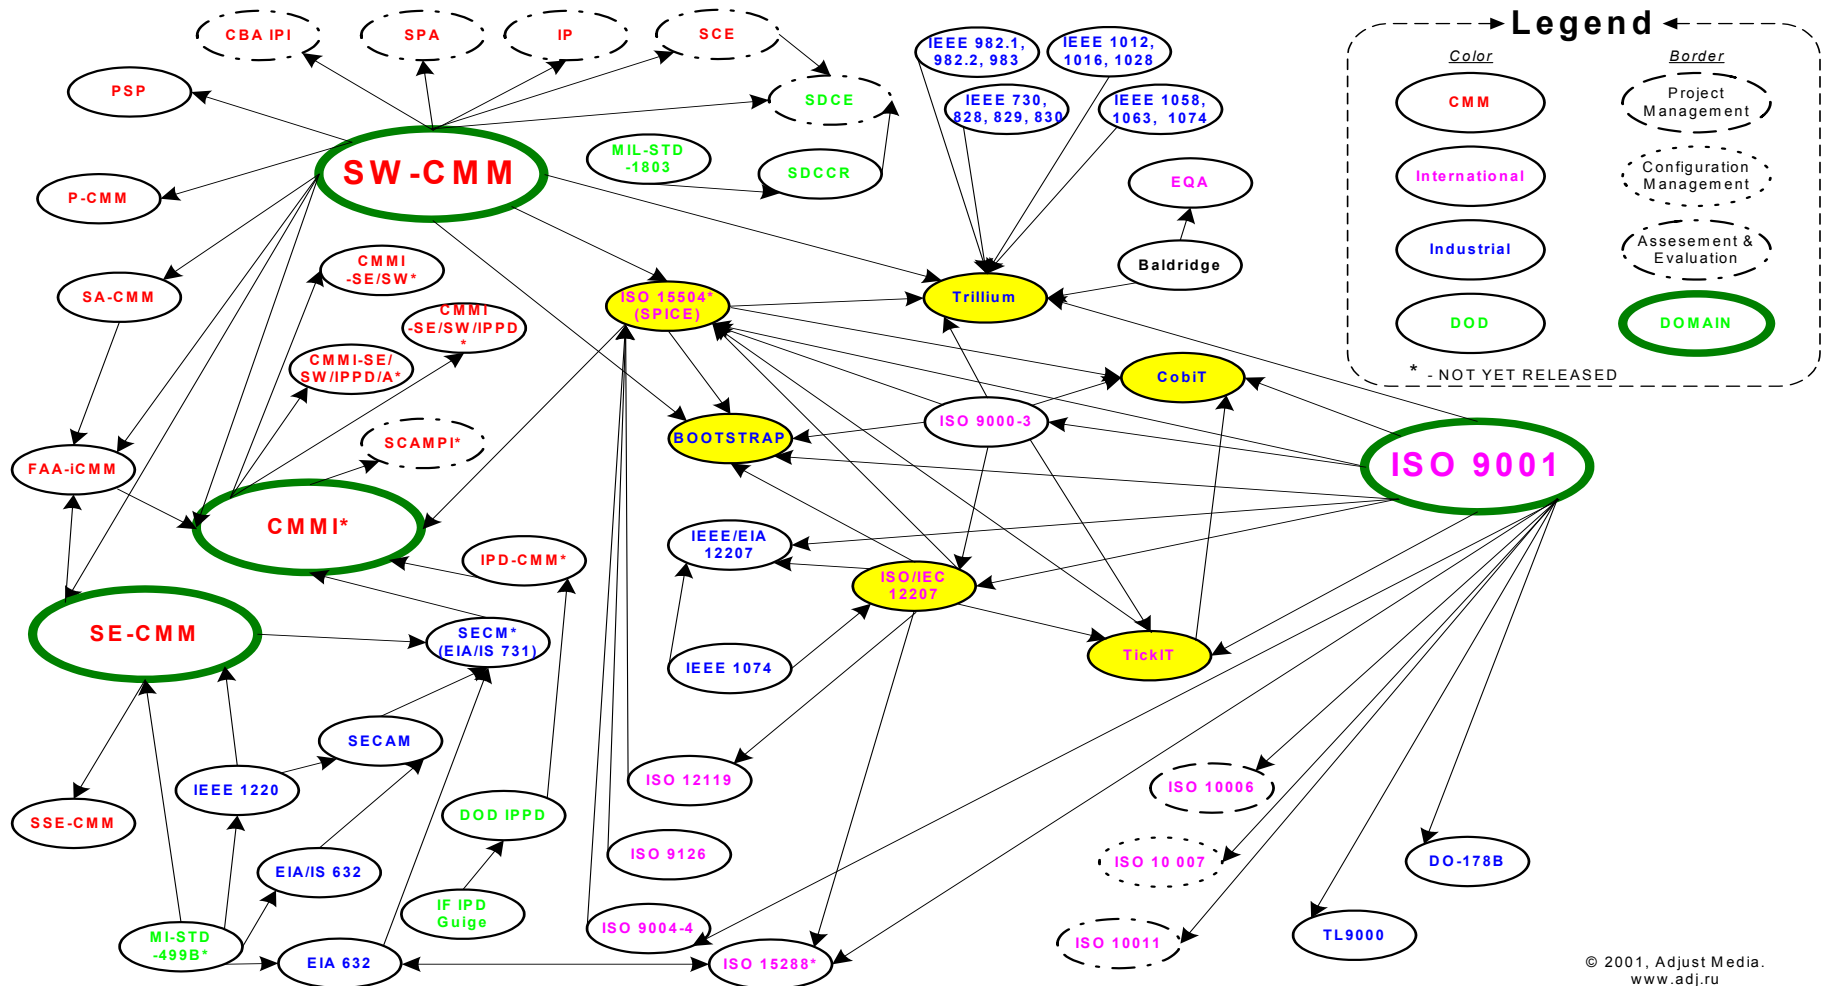 CBA IPI
SPA
IP
SCE
PSP
SDCE
SW-CMM
MIL-STD
-1803
SDCCR
P-CMM
IEEE 982.1,
982.2, 983
IEEE 1012,
1016, 1028
IEEE 730,
828, 829, 830
IEEE 1058,
1063, 1074
EQA
Baldridge
Legend
Color
Border
CMM
Project
Management
International
Configuration
Management
Industrial
Assesement &
Evaluation
DOD
DOMAIN
* - NOT YET RELEASED
SA-CMM
CMMI
-SE/SW*
CMMI
-SE/SW/IPPD
*
CMMI-SE/
SW/IPPD/A*
ISO 15504*
(SPICE)
Trillium
CobiT
SCAMPI*
BOOTSTRAP
ISO 9000-3
ISO 9001
FAA-iCMM
CMMI*
IPD-CMM*
IEEE/EIA
12207
ISO/IEC
12207
SE-CMM
SECM*
(EIA/IS 731)
IEEE 1074
TickIT
SECAM
IEEE 1220
ISO 12119
ISO 10006
SSE-CMM
DOD IPPD
ISO 9126
ISO 10 007
DO-178B
EIA/IS 632
IF IPD
Guige
ISO 9004-4
ISO 10011
TL9000
MI-STD
-499B*
EIA 632
ISO 15288*
© 2001, Adjust Media.
www.adj.ru